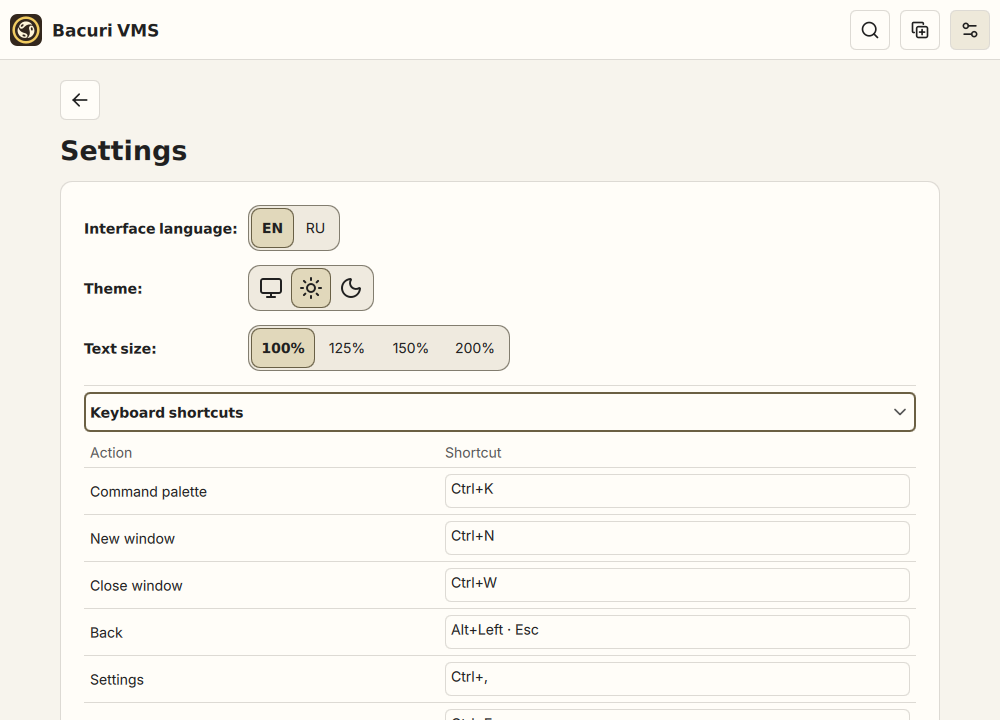 Bacuri VMS
Settings
Interface language: EN RU
Theme:
Text size: 100% 125% 150% 200%
Keyboard shortcuts
Action Shortcut
Command palette Ctrl+K
New window Ctrl+N
Close window Ctrl+W
Back Alt+Left · Esc
Settings Ctrl+,